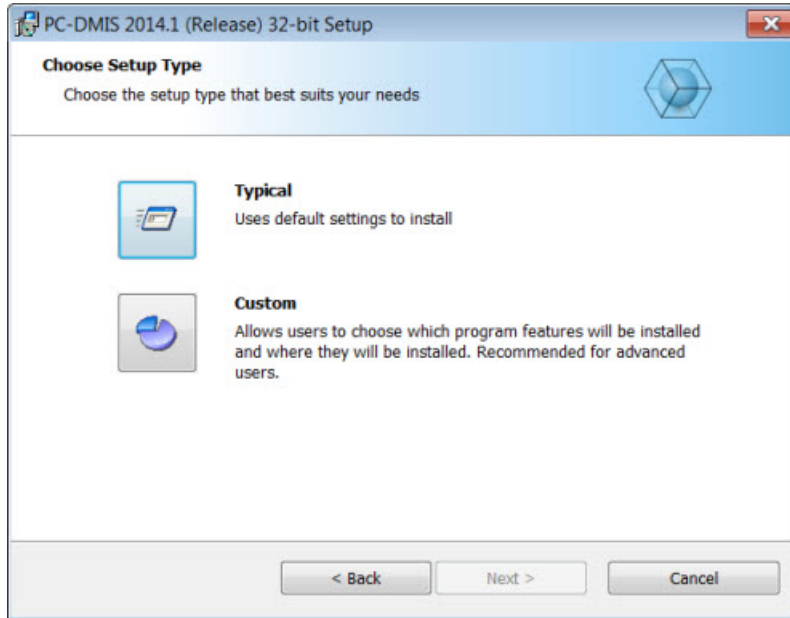 PC-DMIS 2014.1 (Release) 32-bit Setup
Choose Setup Type
Choose the setup type that best suits your needs
Typical
Uses default settings to install
Custom
Allows users to choose which program features will be installed
and where they will be installed. Recommended for advanced
users.
< Back
Next >
Cancel